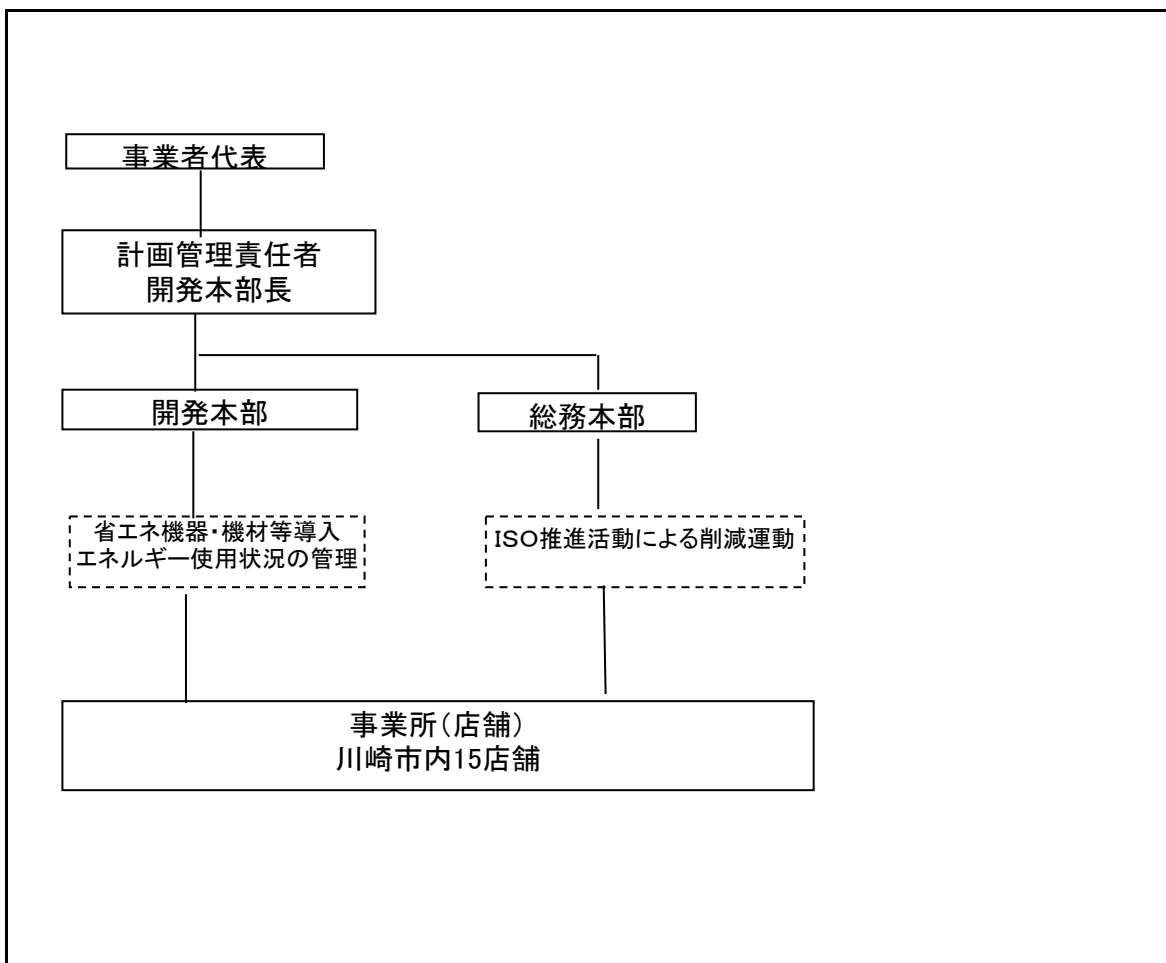 事業者代表
計画管理責任者
開発本部長
開発本部
総務本部
省エネ機器・機材等導入
エネルギー使用状況の管理
ISO推進活動による削減運動
事業所（店舗）
川崎市内15店舗